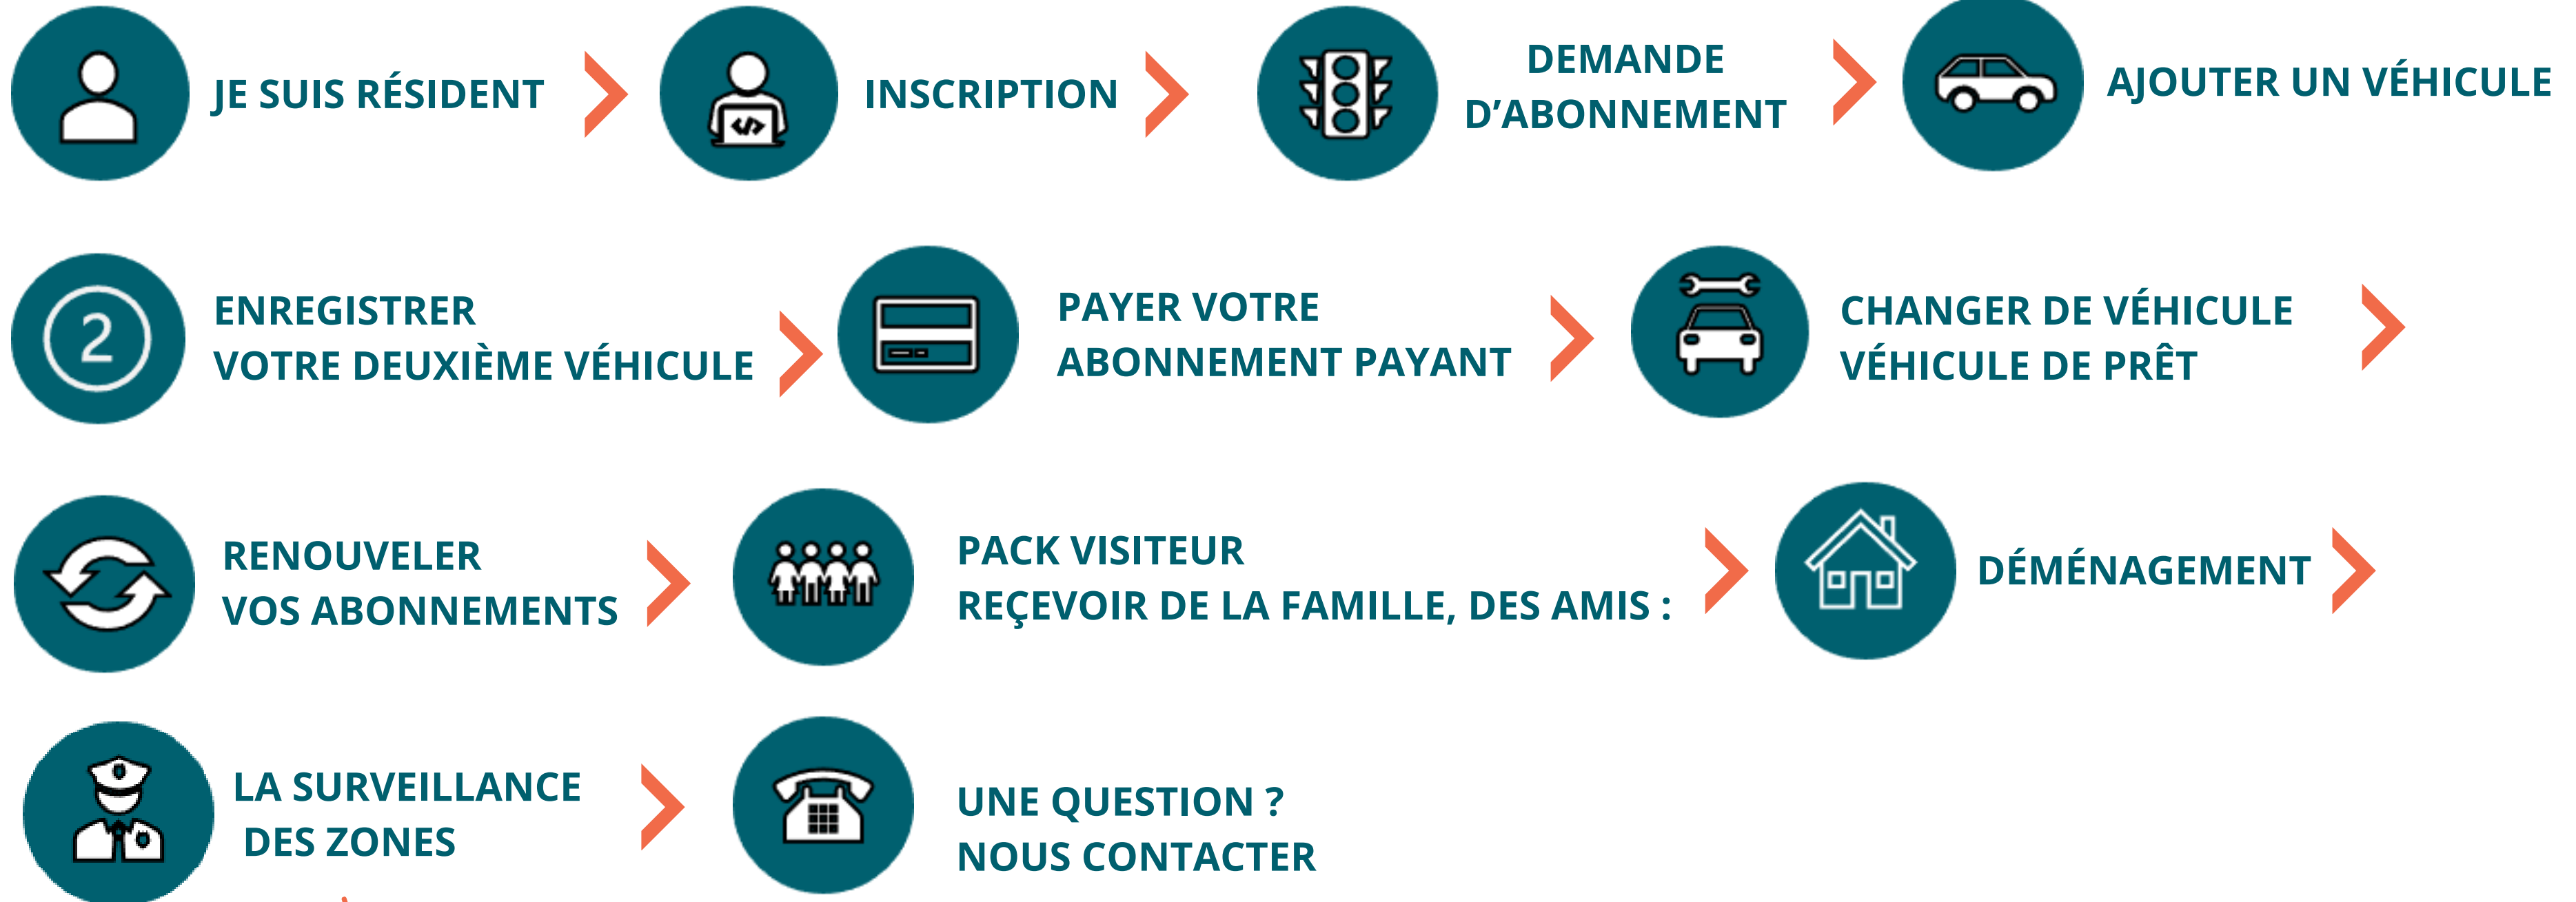 JE SUIS RÉSIDENT
INSCRIPTION
DEMANDE
D’ABONNEMENT
AJOUTER UN VÉHICULE
2
ENREGISTRER
VOTRE DEUXIÈME VÉHICULE
PAYER VOTRE
ABONNEMENT PAYANT
CHANGER DE VÉHICULE
VÉHICULE DE PRÊT
RENOUVELER
VOS ABONNEMENTS
PACK VISITEUR
REÇEVOIR DE LA FAMILLE, DES AMIS :
DÉMÉNAGEMENT
LA SURVEILLANCE
DES ZONES
UNE QUESTION ?
NOUS CONTACTER